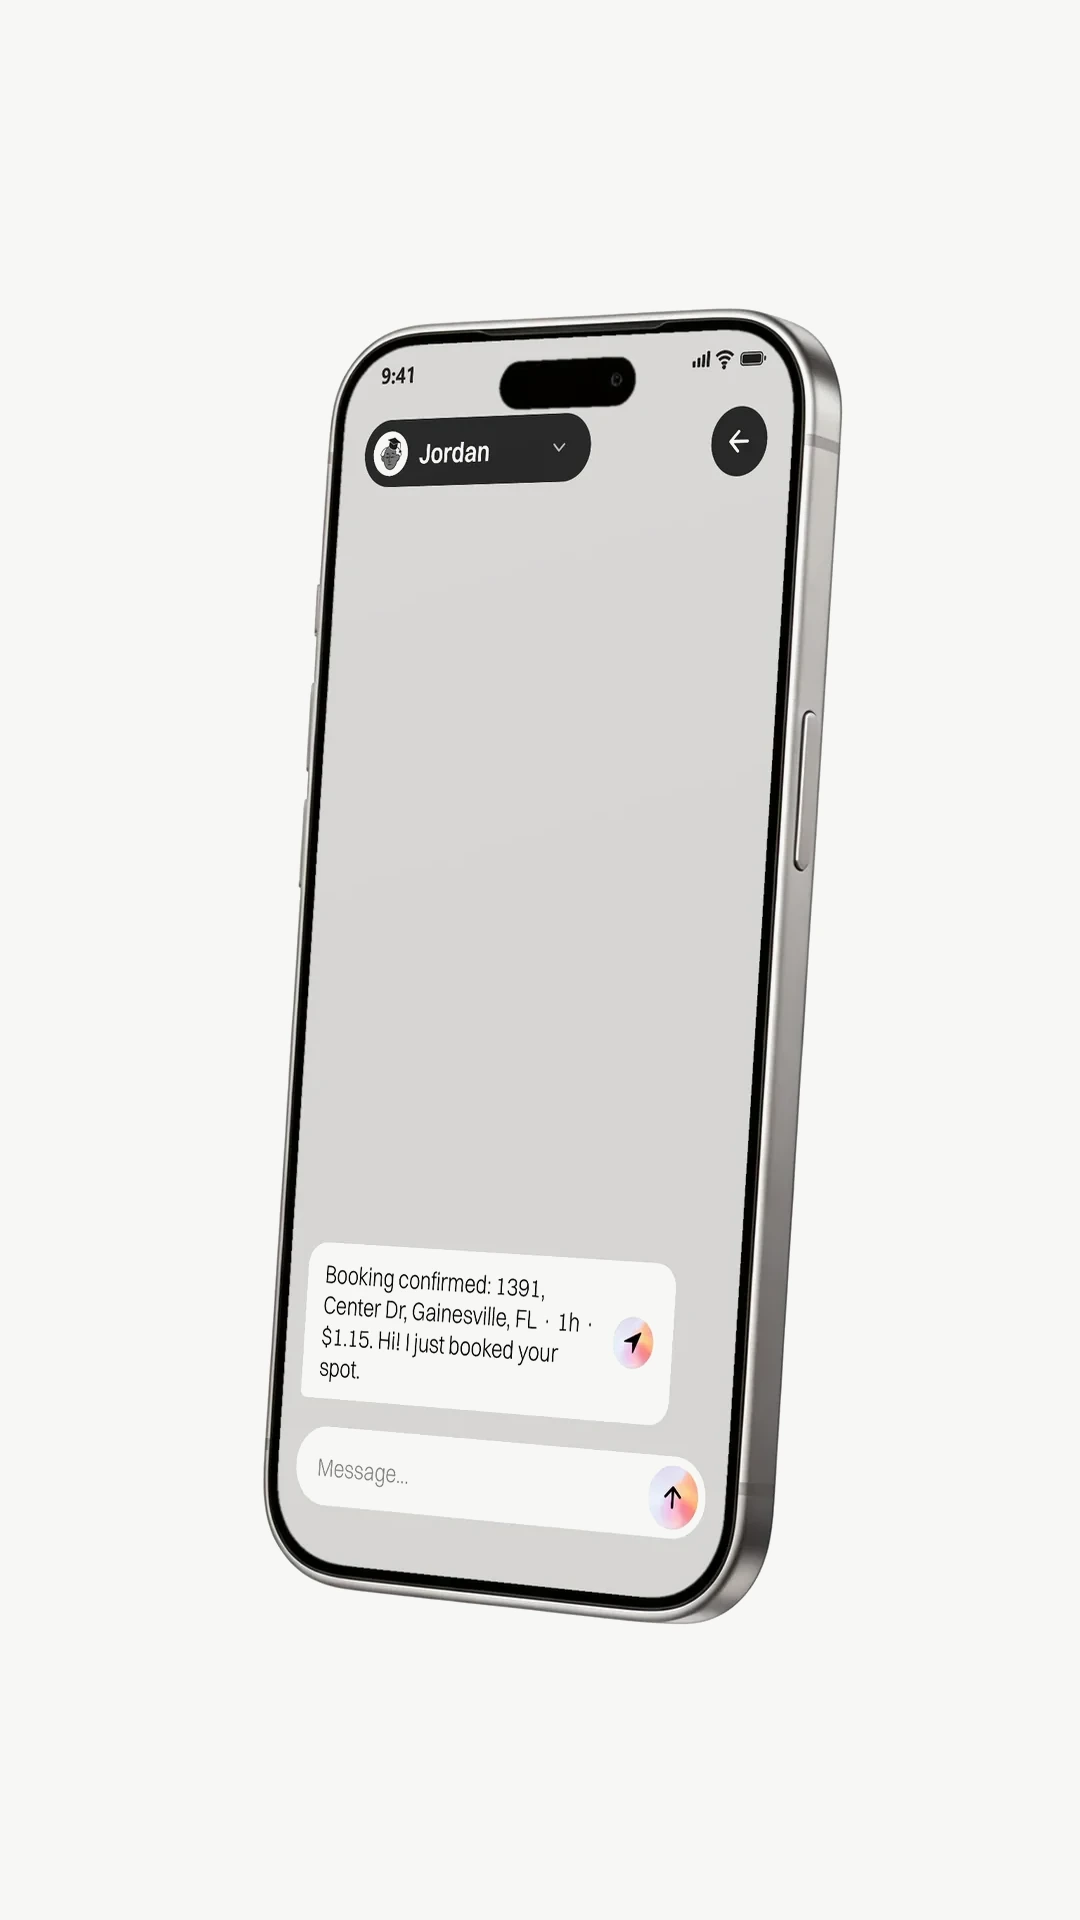 9:41
Jordan
Booking confirmed: 1391,
Center Dr, Gainesville, FL · 1h ·
$1.15. Hi! I just booked your
spot.
Message...